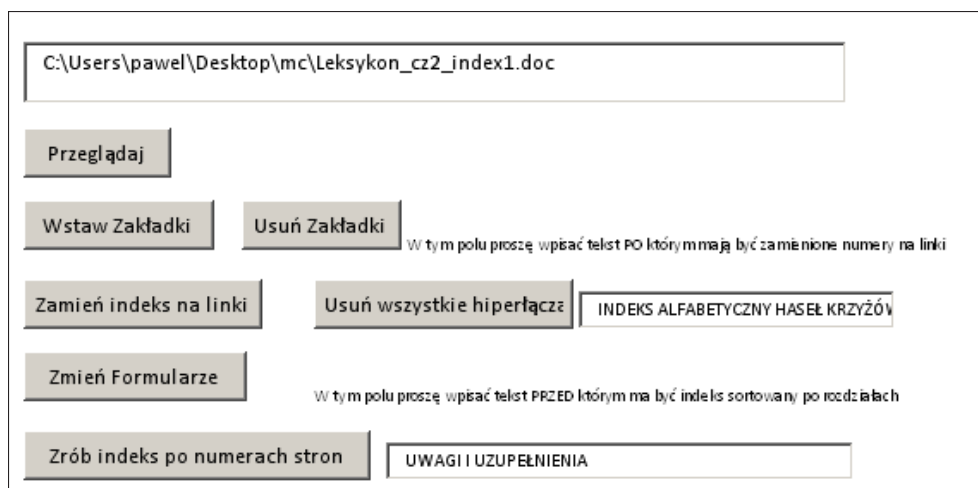 C:\Users\pawel\Desktop\mc\Leksykon_cz2_index1.doc
Przeglądaj
Wstaw Zakładki
Usuń Zakładki
W tym polu proszę wpisać tekst PO którym mają być zamienione numery na linki
Zamień indeks na linki
Usuń wszystkie hiperłącza
INDEKS ALFABETYCZNY HASEŁ
Zmień Formularze
W tym polu proszę wpisać tekst PRZED którym ma być indeks sortowany po rozdziałach
Zrób indeks po numerach stron
UWAGI I UZUPEŁNIENIA